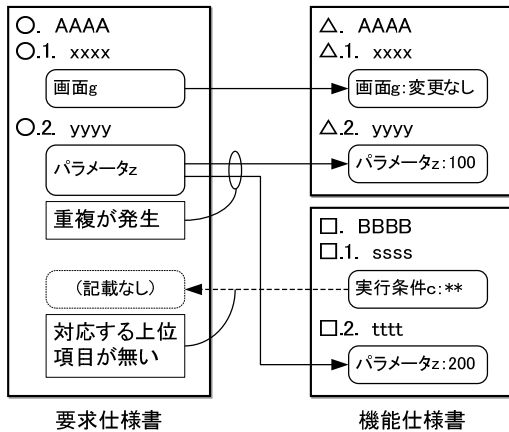 ○. AAAA
○.1. xxxx
画面g
○.2. yyyy
パラメータz
重複が発生
(記載なし)
対応する上位
項目が無い
要求仕様書
△. AAAA
△.1. xxxx
画面g:変更なし
△.2. yyyy
パラメータz:100
□. BBBB
□.1. ssss
実行条件c:**
□.2. tttt
パラメータz:200
機能仕様書